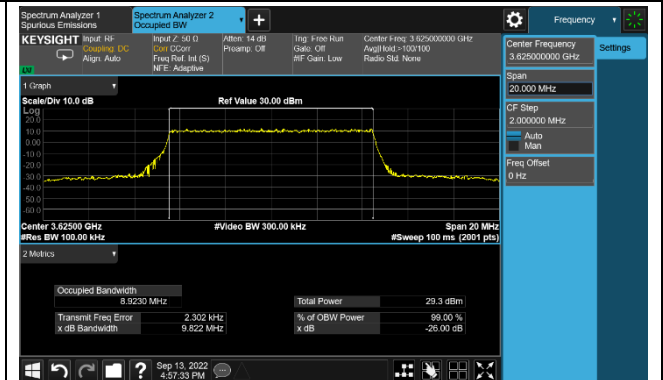 Spectrum Analyzer 1
Spurious Emissions
Spectrum Analyzer 2
Occupied BW
+
Frequency
KEYSIGHT
Input: RF
Coupling: DC
Align: Auto
Input Z: 50 Ω
Corr CCorr
Freq Ref: Int (S)
NFE: Adaptive
Atten: 14 dB
Preamp: Off
Trig: Free Run
Gate: Off
#IF Gain: Low
Center Freq: 3.625000000 GHz
Avg|Hold:>100/100
Radio Std: None
LXI
Center Frequency
3.625000000 GHz
Settings
Span
20.000 MHz
CF Step
2.000000 MHz
Auto
Man
Freq Offset
0 Hz
1 Graph
Scale/Div 10.0 dB
Ref Value 30.00 dBm
Log
20.0
10.0
0.00
-10.0
-20.0
-30.0
-40.0
-50.0
-60.0
Center 3.62500 GHz
#Video BW 300.00 kHz
Span 20 MHz
#Res BW 100.00 kHz
#Sweep 100 ms (2001 pts)
2 Metrics
Occupied Bandwidth
8.9230 MHz
Total Power
29.3 dBm
Transmit Freq Error
2.302 kHz
% of OBW Power
99.00 %
x dB Bandwidth
9.822 MHz
x dB
-26.00 dB
?
Sep 13, 2022
4:57:33 PM